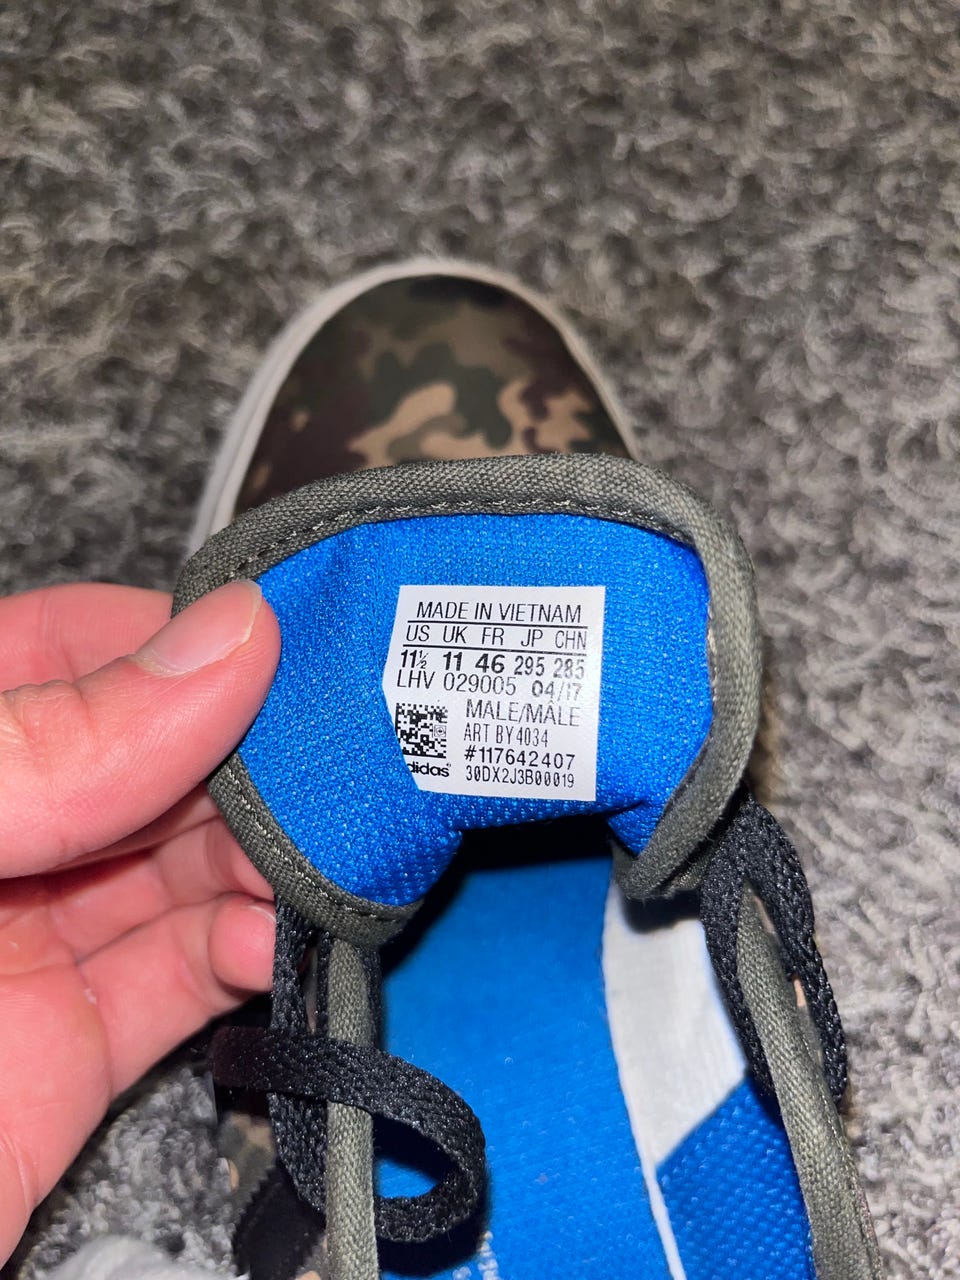 MADE IN VIETNAM
US UK FR JP CHN
11½ 11 46 295 285
LHV 029005 04/17
MALE/MÂLE
ART BY4034
#117642407
adidas
30DX2J3B00019